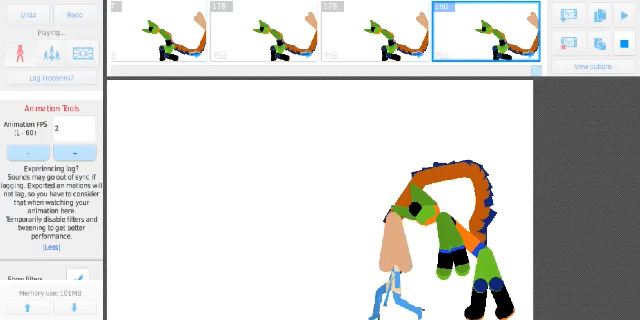 Undo Redo
Playing...
Lag Problems?
Animation Tools
Animation FPS
(1 - 60)
2
- +
Experiencing lag?
Sounds may go out of sync if
lagging. Exported animations will
not lag, so you have to consider
that when watching your
animation here.
Temporarily disable filters and
tweening to get better
performance.
[Less]
Show filters
Memory use: 101MB
7 178 179 180
View options